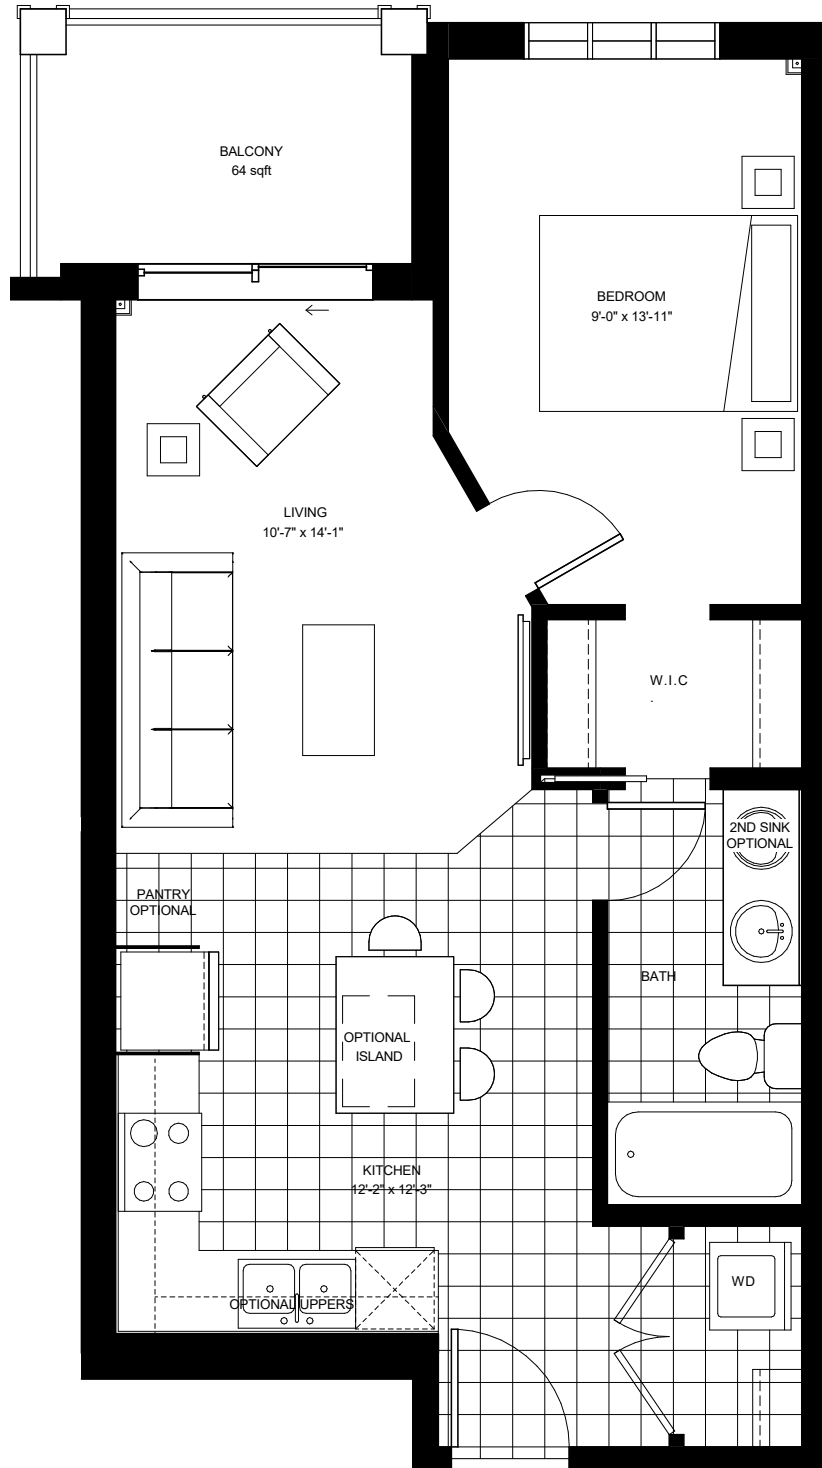 BALCONY
64 sqft
BEDROOM
9'-0" x 13'-11"
LIVING
10'-7" x 14'-1"
W.I.C
.
2ND SINK
OPTIONAL
PANTRY
OPTIONAL
BATH
OPTIONAL
ISLAND
KITCHEN
12'-2" x 12'-3"
WD
OPTIONAL UPPERS